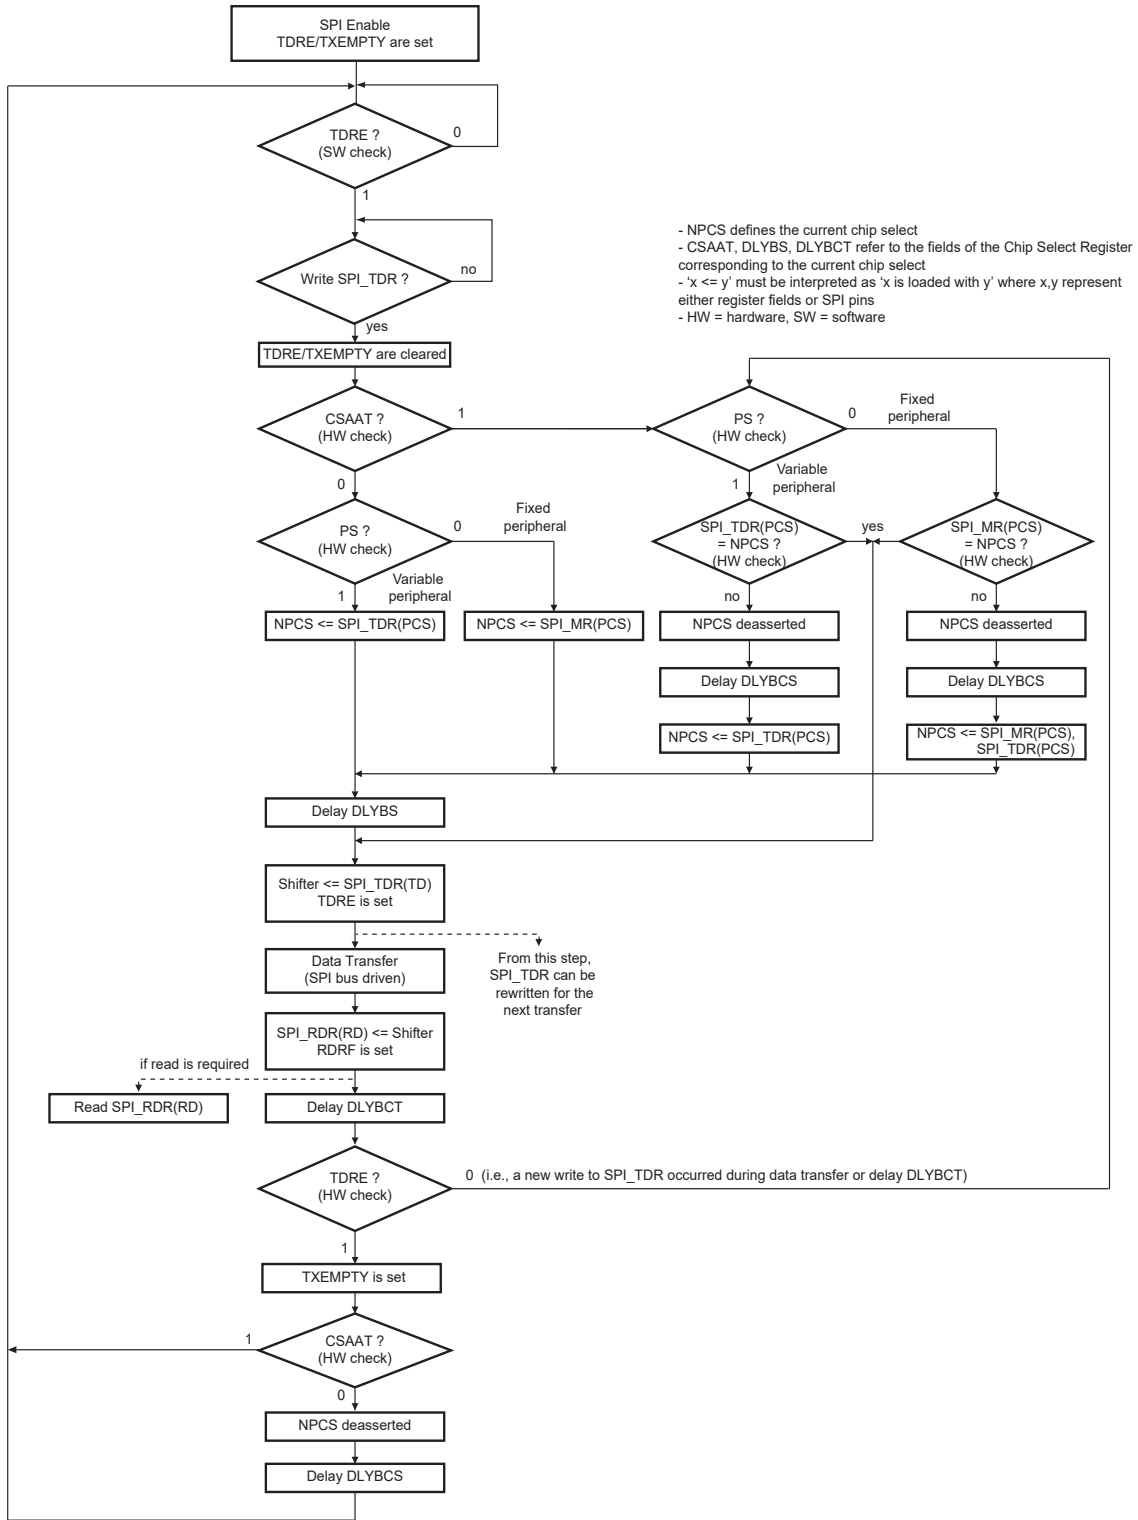 SPI Enable
TDRE/TXEMPTY are set
TDRE ?
(SW check)
0
1
Write SPI_TDR ?
no
yes
- NPCS defines the current chip select
- CSAAT, DLYBS, DLYBCT refer to the fields of the Chip Select Register
corresponding to the current chip select
- ‘x <= y’ must be interpreted as ‘x is loaded with y’ where x,y represent
either register fields or SPI pins
- HW = hardware, SW = software
TDRE/TXEMPTY are cleared
CSAAT ?
(HW check)
1
0
PS ?
(HW check)
0
Fixed
peripheral
1
Variable
peripheral
PS ?
(HW check)
0
Fixed
peripheral
1
Variable
peripheral
SPI_TDR(PCS)
= NPCS ?
(HW check)
yes
no
SPI_MR(PCS)
= NPCS ?
(HW check)
no
NPCS <= SPI_TDR(PCS)
NPCS <= SPI_MR(PCS)
NPCS deasserted
NPCS deasserted
Delay DLYBCS
Delay DLYBCS
NPCS <= SPI_TDR(PCS)
NPCS <= SPI_MR(PCS),
SPI_TDR(PCS)
Delay DLYBS
Shifter <= SPI_TDR(TD)
TDRE is set
Data Transfer
(SPI bus driven)
From this step,
SPI_TDR can be
rewritten for the
next transfer
SPI_RDR(RD) <= Shifter
RDRF is set
if read is required
Read SPI_RDR(RD)
Delay DLYBCT
TDRE ?
(HW check)
0 (i.e., a new write to SPI_TDR occurred during data transfer or delay DLYBCT)
1
TXEMPTY is set
CSAAT ?
(HW check)
1
0
NPCS deasserted
Delay DLYBCS